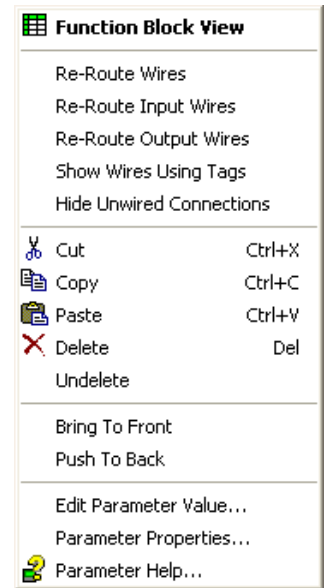 Function Block View
Re-Route Wires
Re-Route Input Wires
Re-Route Output Wires
Show Wires Using Tags
Hide Unwired Connections
Cut Ctrl+X
Copy Ctrl+C
Paste Ctrl+V
Delete Del
Undelete
Bring To Front
Push To Back
Edit Parameter Value...
Parameter Properties...
Parameter Help...